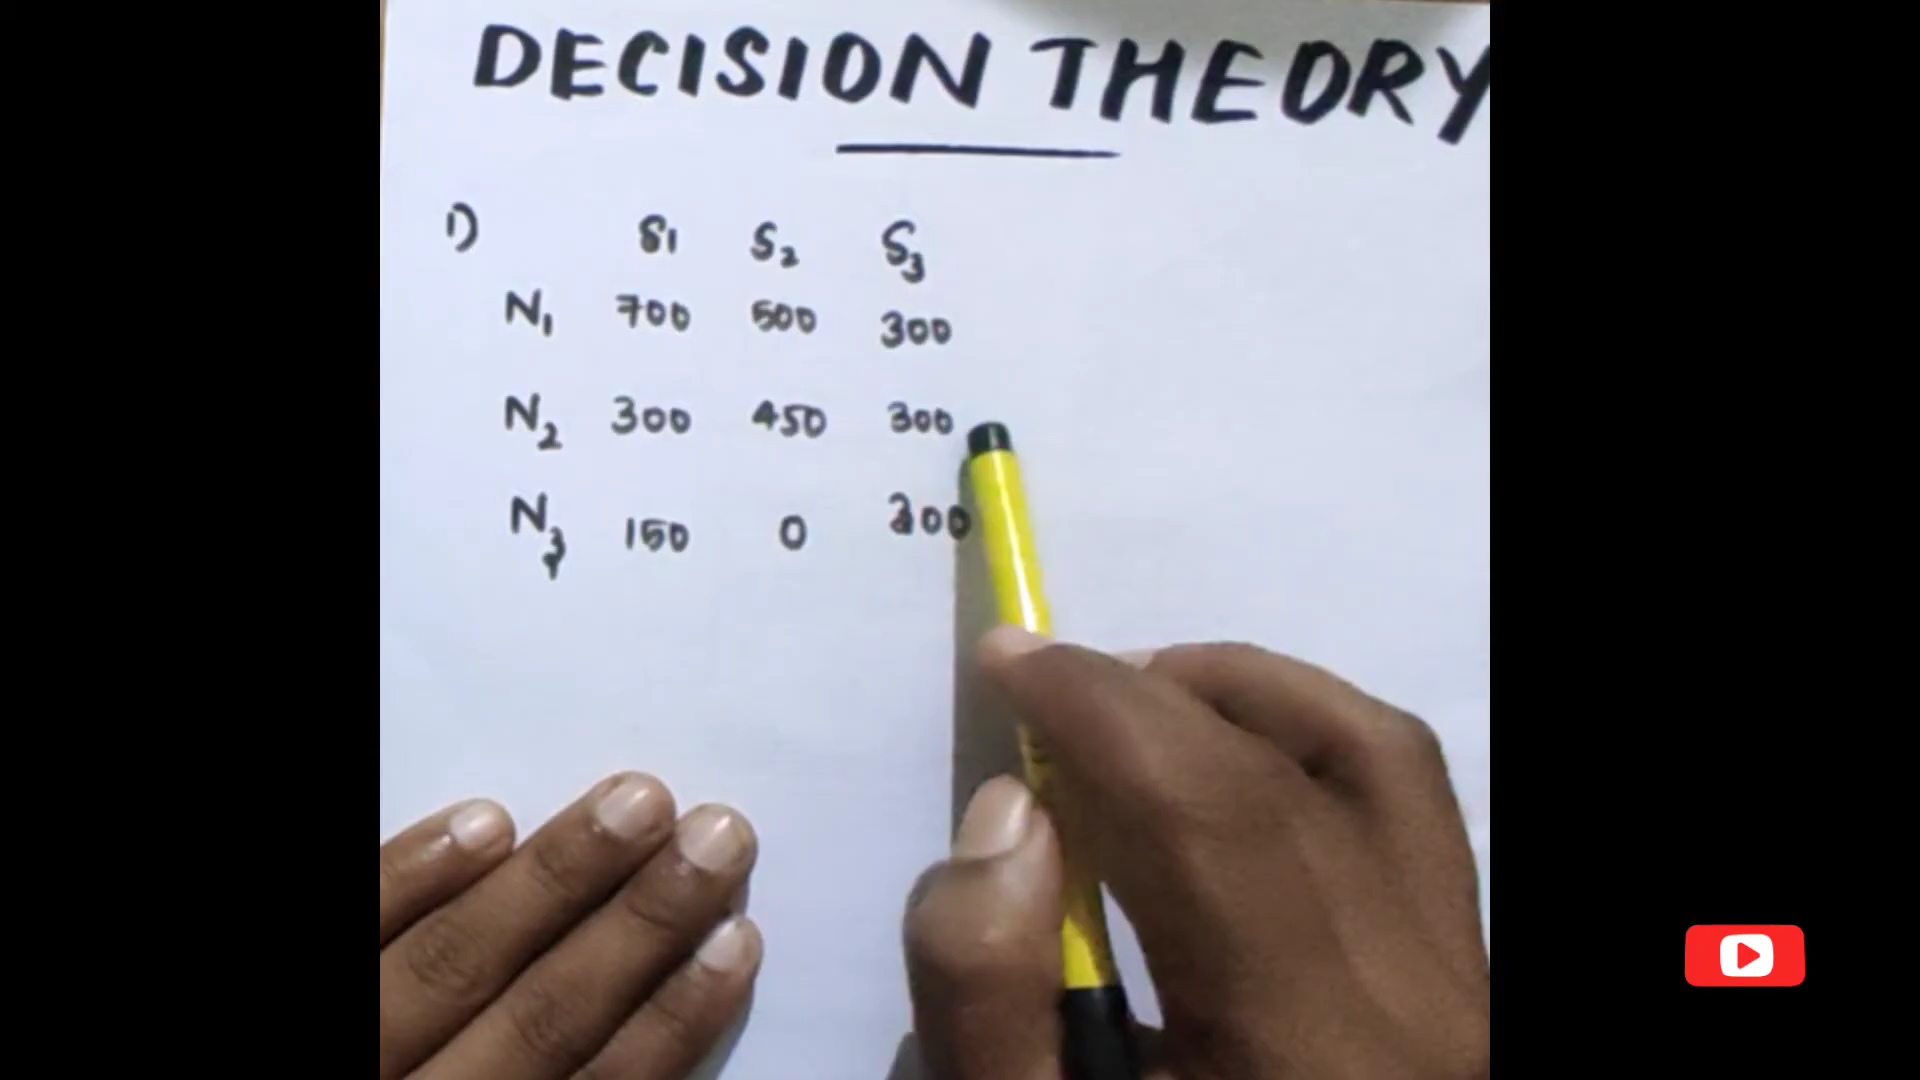 DECISION THEORY
1) S1 S2 S3
N1 700 500 300
N2 300 450 300
N3 150 0 300